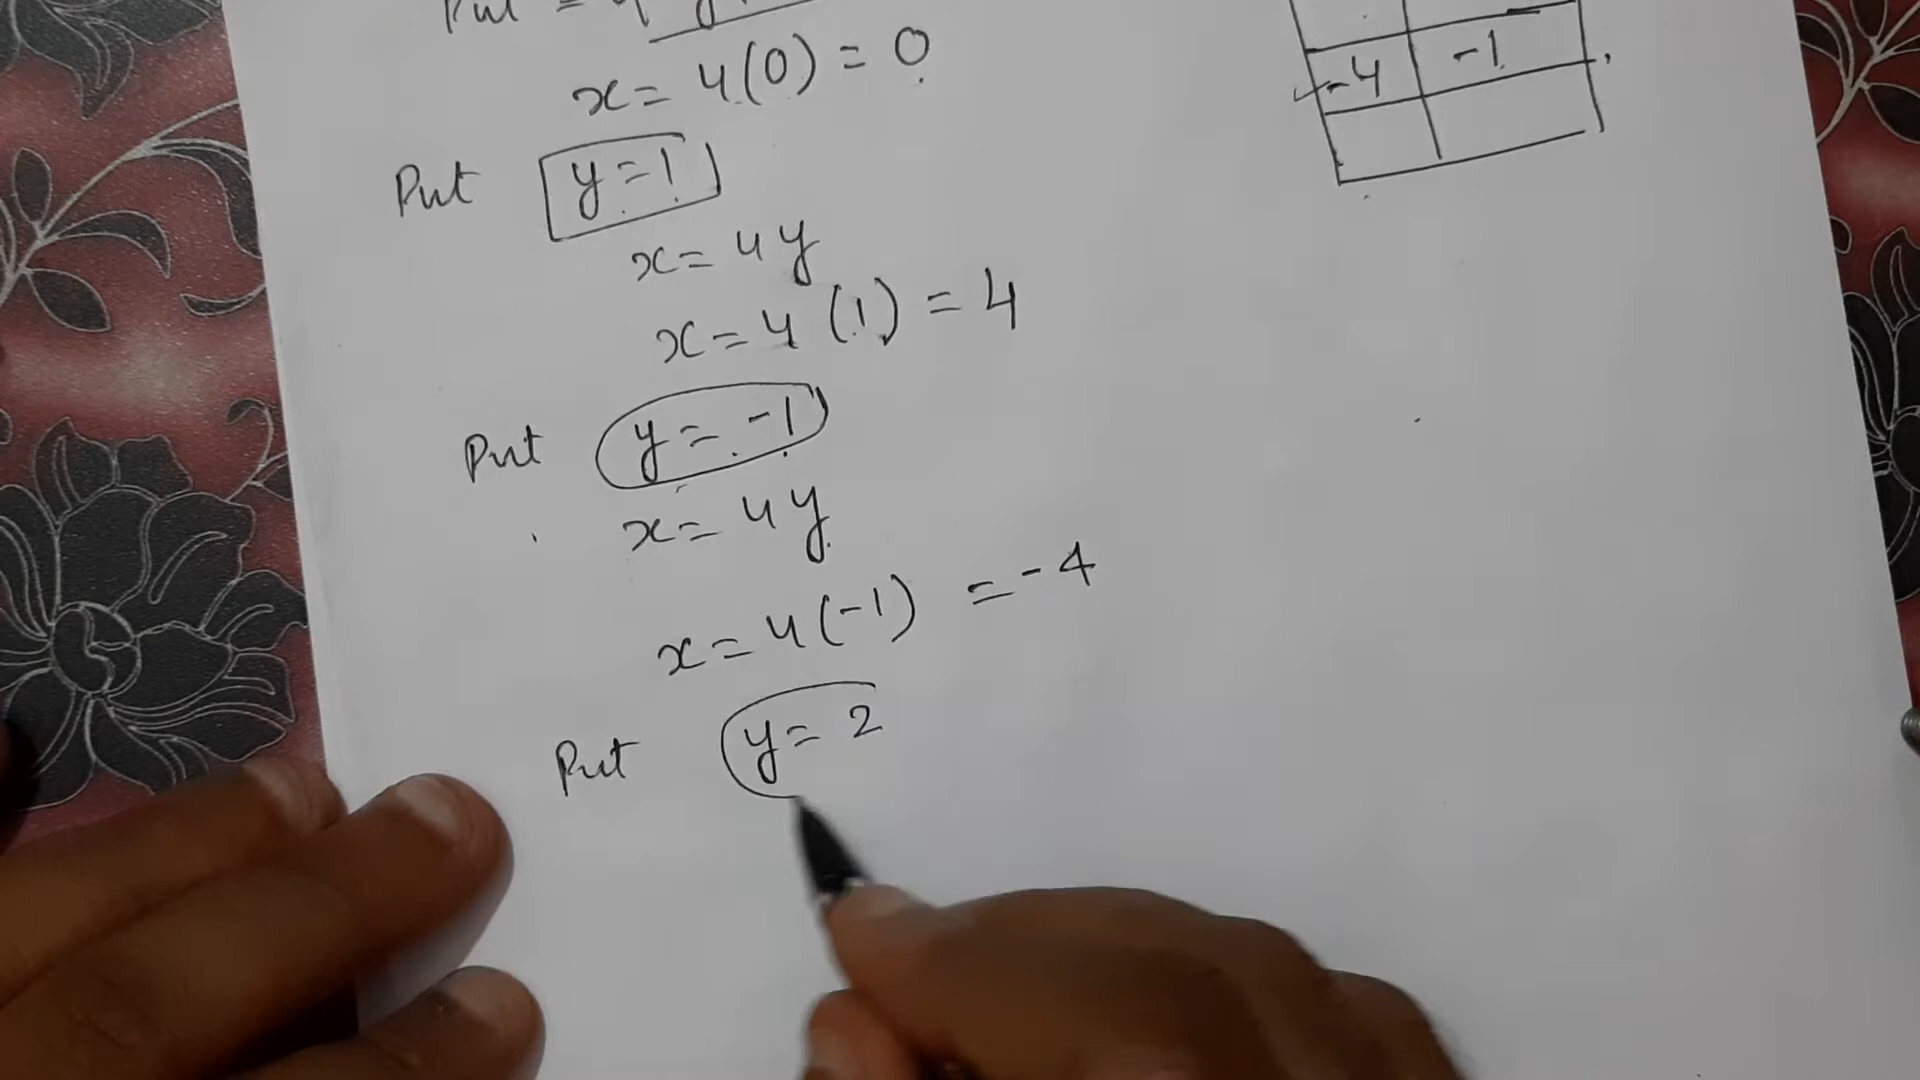 Put
x = 4(0) = 0
-4 -1
Put y = 1
x = 4y
x = 4 (1) = 4
Put y = -1
x = 4y
x = 4(-1) = -4
Put y = 2